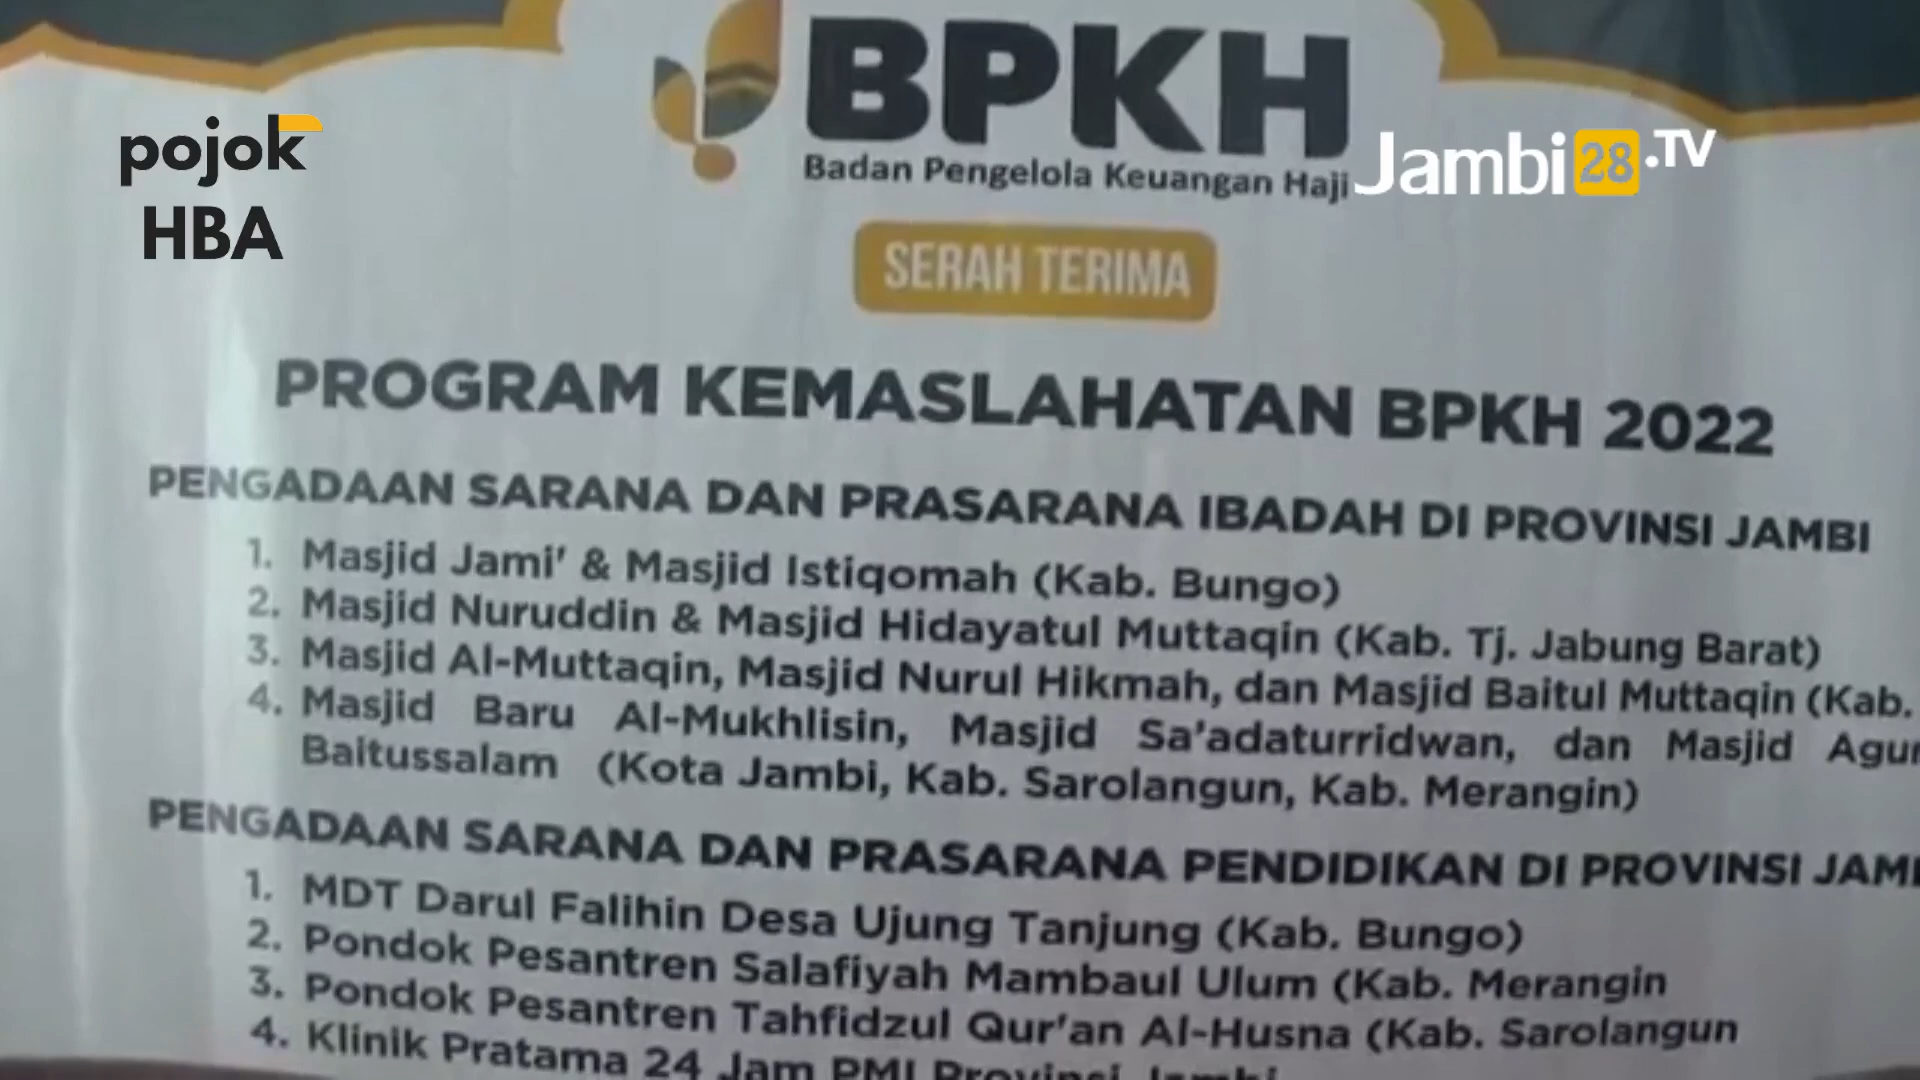 BPKH
Badan Pengelola Keuangan Haji
pojok
HBA
Jambi28.TV
SERAH TERIMA
PROGRAM KEMASLAHATAN BPKH 2022
PENGADAAN SARANA DAN PRASARANA IBADAH DI PROVINSI JAMBI
1. Masjid Jami' & Masjid Istiqomah (Kab. Bungo)
2. Masjid Nuruddin & Masjid Hidayatul Muttaqin (Kab. Tj. Jabung Barat)
3. Masjid Al-Muttaqin, Masjid Nurul Hikmah, dan Masjid Baitul Muttaqin (Kab.
4. Masjid Baru Al-Mukhlisin, Masjid Sa'adaturridwan, dan Masjid
Baitussalam (Kota Jambi, Kab. Sarolangun, Kab. Merangin)
PENGADAAN SARANA DAN PRASARANA PENDIDIKAN DI PROVINSI
1. MDT Darul Falihin Desa Ujung Tanjung (Kab. Bungo)
2. Pondok Pesantren Salafiyah Mambaul Ulum (Kab. Merangin
3. Pondok Pesantren Tahfidzul Qur'an Al-Husna (Kab. Sarolangun
4. Klinik Pratama 24 Jam PMI Provinsi Jambi